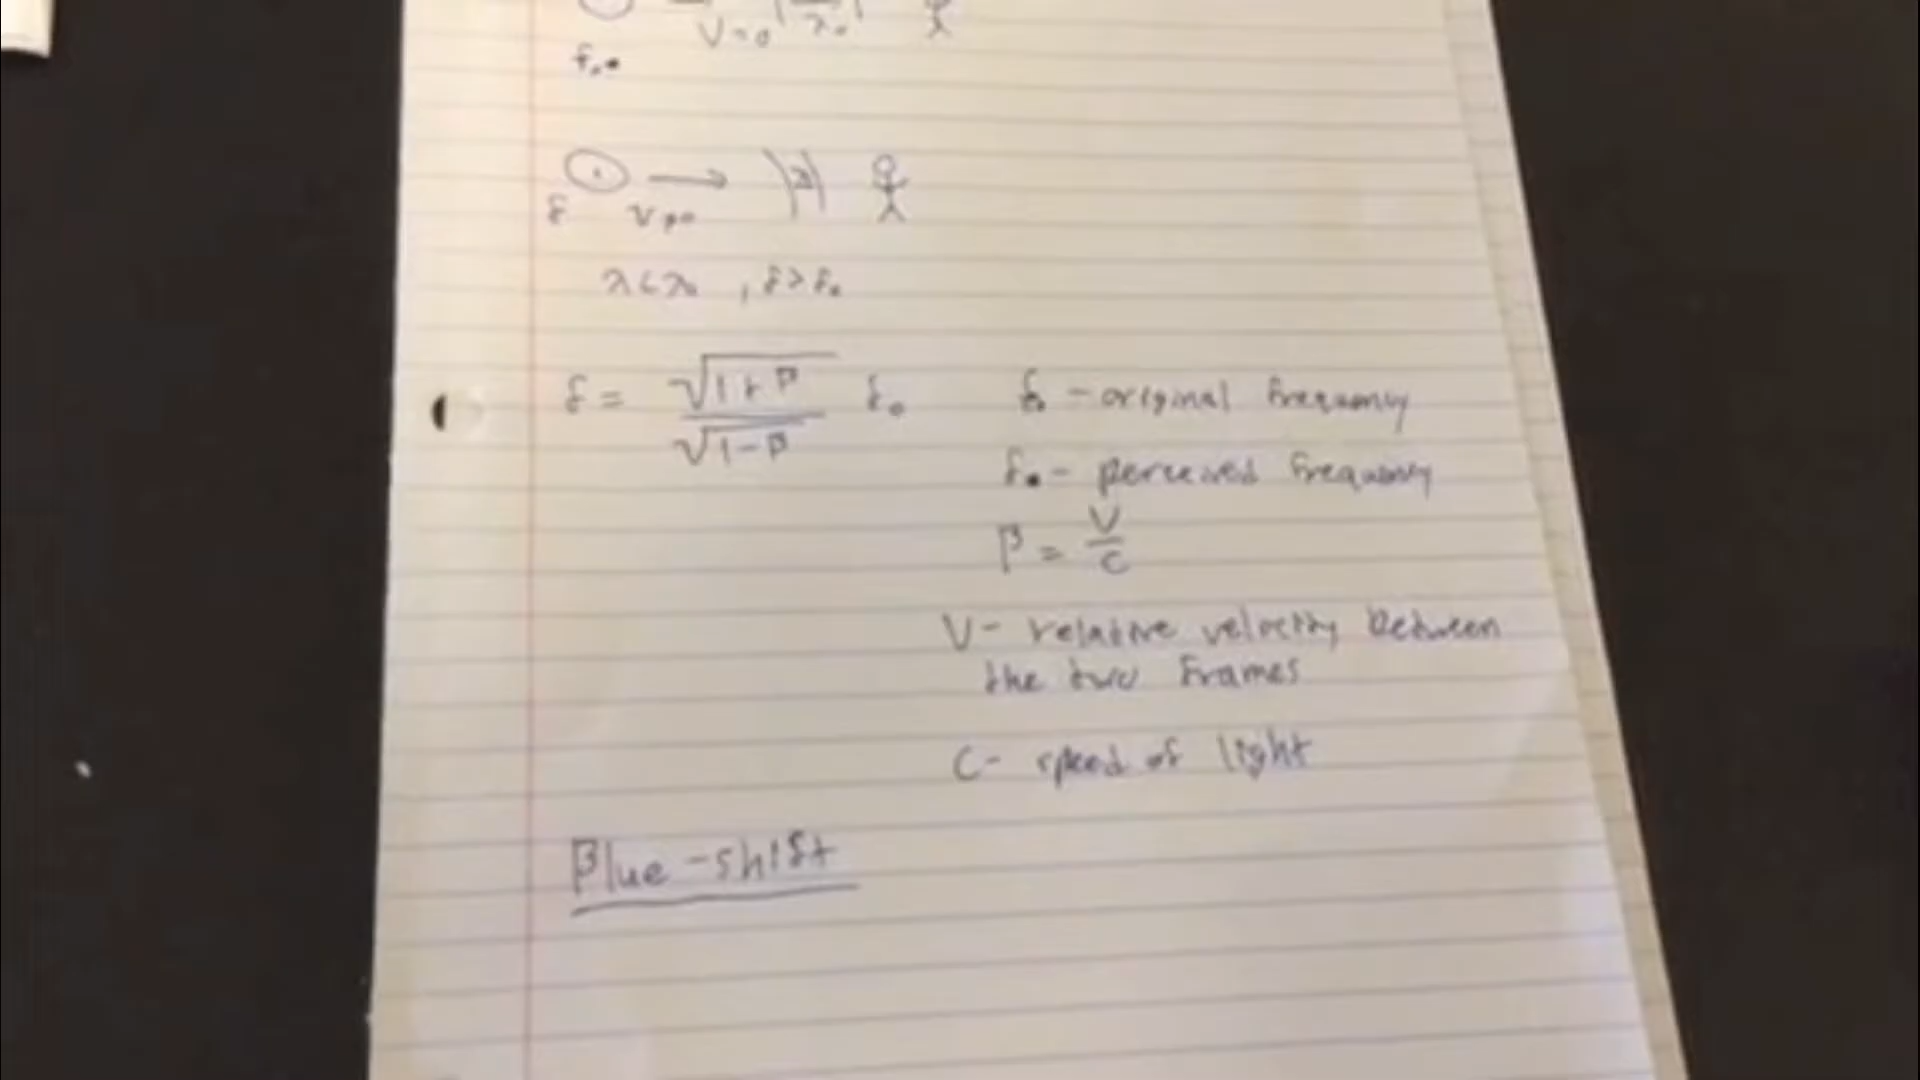 V=0 λ₀
f₀
f V>0 λ
λ<λ₀ , f>f₀
f = √(1+β) / √(1-β) f₀
f₀ - original frequency
f. - perceived frequency
β = V/C
V- relative velocity between
the two frames
C- speed of light
Blue-shift